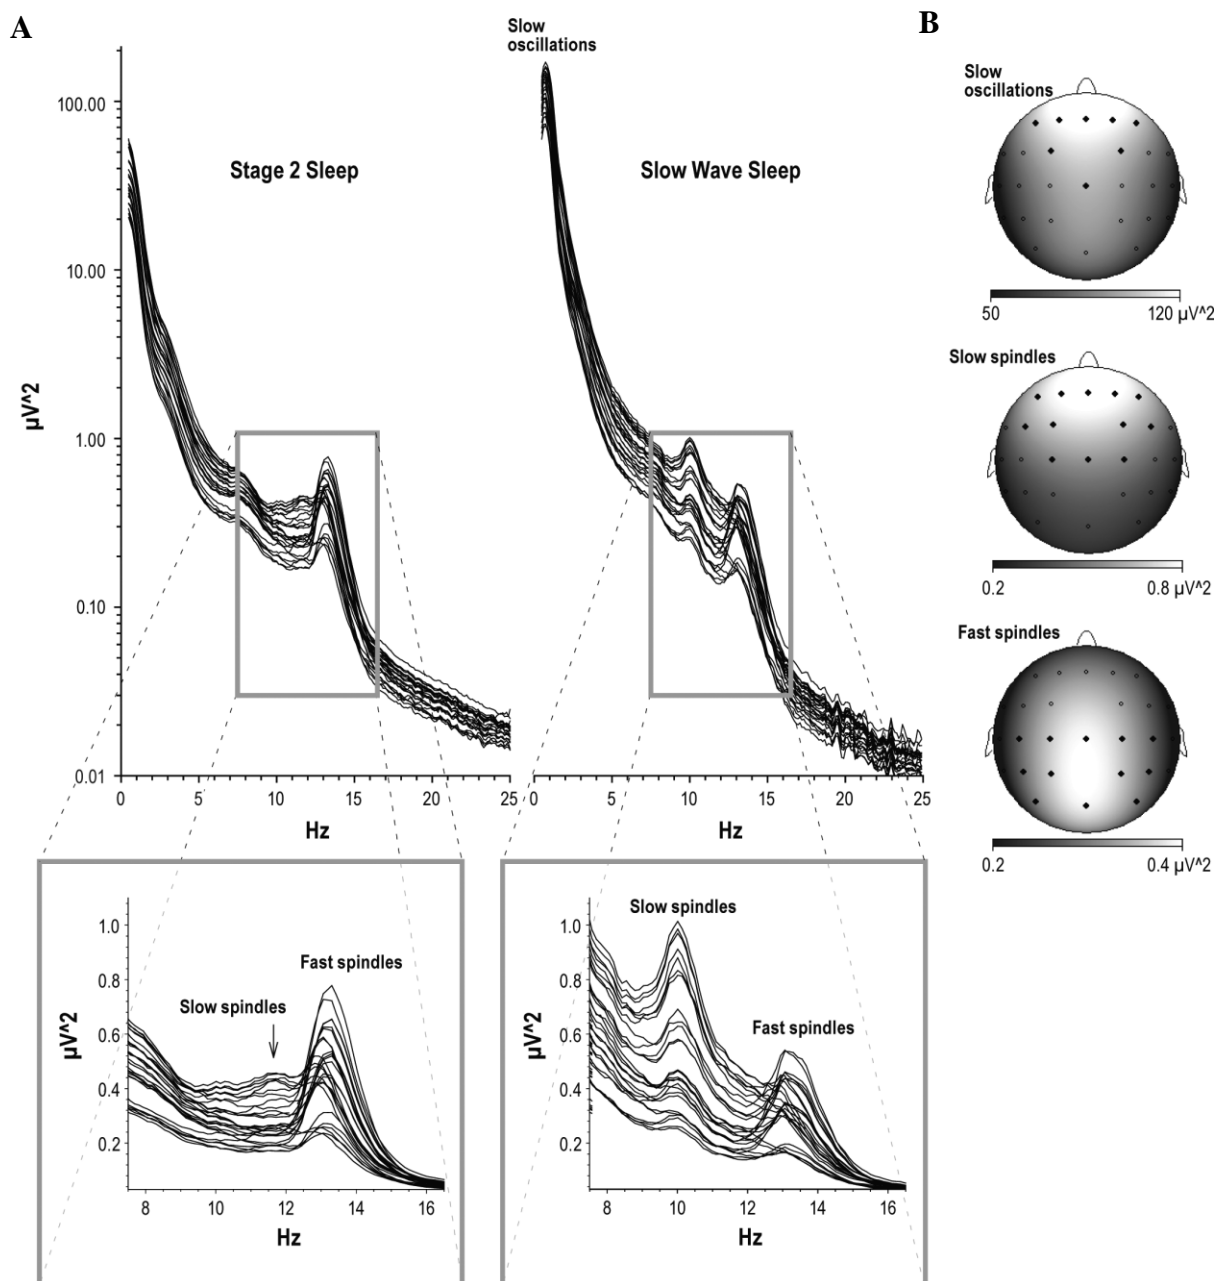 A
Slow
oscillations
Stage 2 Sleep
Slow Wave Sleep
100.00
10.00
1.00
0.10
0.01
µV^2
0 5 10 15 20 25
Hz
0 5 10 15 20 25
Hz
Slow spindles
Fast spindles
1.0
0.8
0.6
0.4
0.2
µV^2
8 10 12 14 16
Hz
Slow spindles
Fast spindles
1.0
0.8
0.6
0.4
0.2
µV^2
8 10 12 14 16
Hz
B
Slow
oscillations
50 120 µV^2
Slow spindles
0.2 0.8 µV^2
Fast spindles
0.2 0.4 µV^2